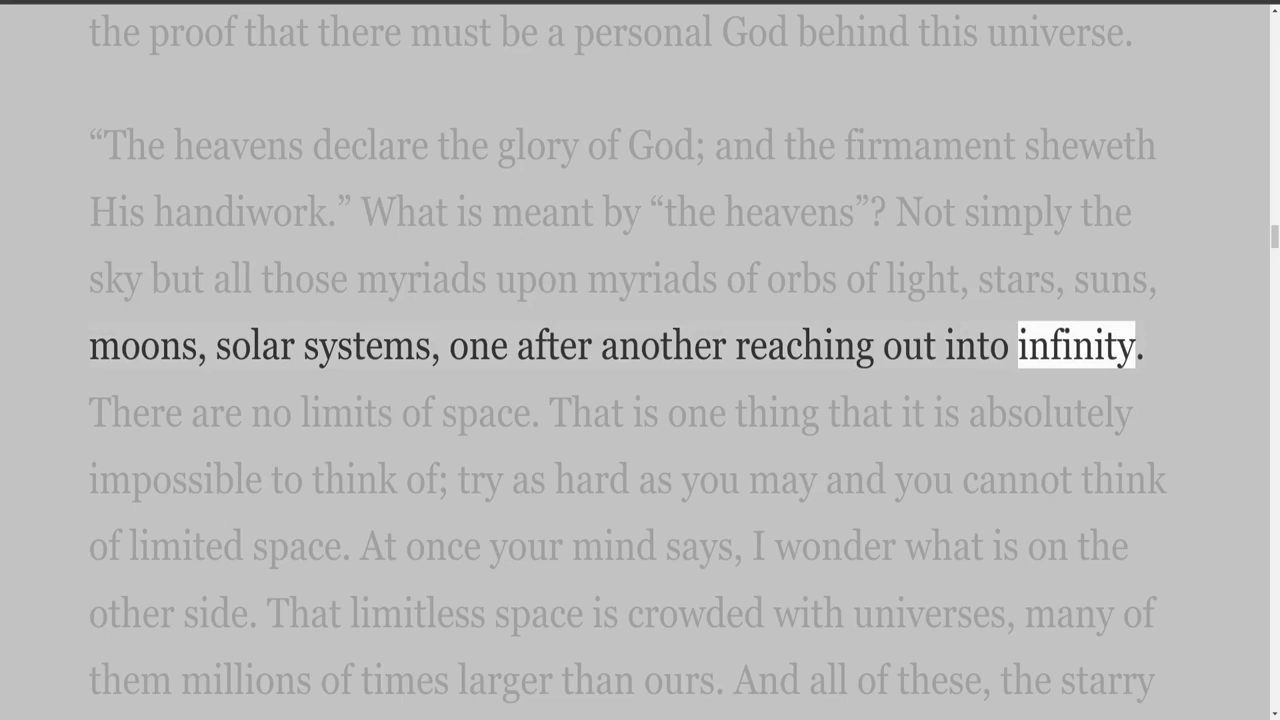 the proof that there must be a personal God behind this universe.
“The heavens declare the glory of God; and the firmament sheweth
His handiwork.” What is meant by “the heavens”? Not simply the
sky but all those myriads upon myriads of orbs of light, stars, suns,
moons, solar systems, one after another reaching out into infinity.
There are no limits of space. That is one thing that it is absolutely
impossible to think of; try as hard as you may and you cannot think
of limited space. At once your mind says, I wonder what is on the
other side. That limitless space is crowded with universes, many of
them millions of times larger than ours. And all of these, the starry